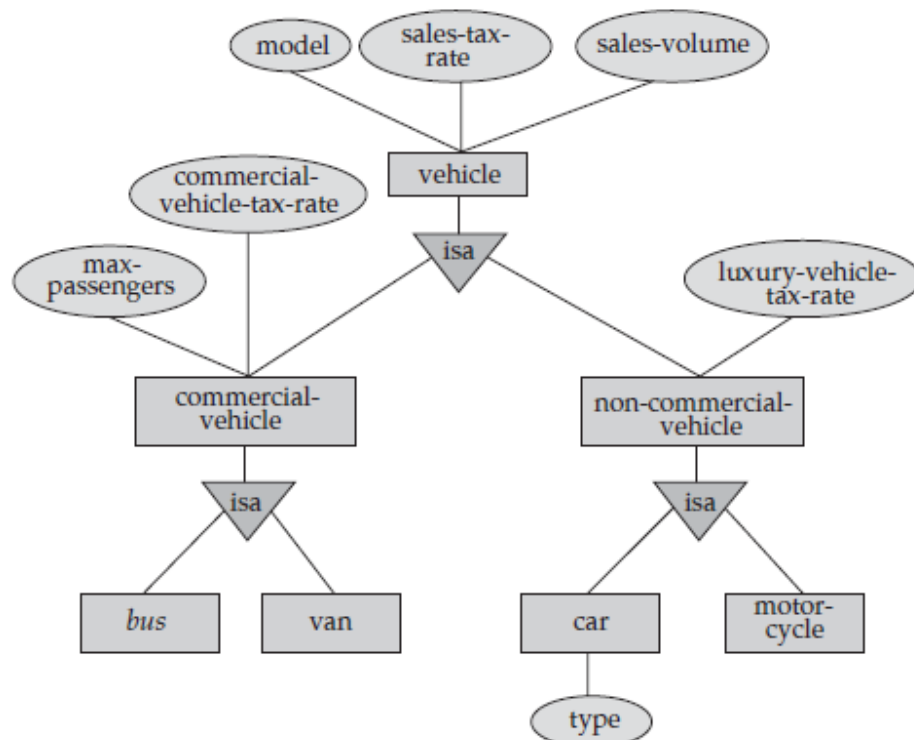 model
sales-tax-
rate
sales-volume
vehicle
commercial-
vehicle-tax-rate
isa
max-
passengers
luxury-vehicle-
tax-rate
commercial-
vehicle
non-commercial-
vehicle
isa
isa
bus
van
car
motor-
cycle
type